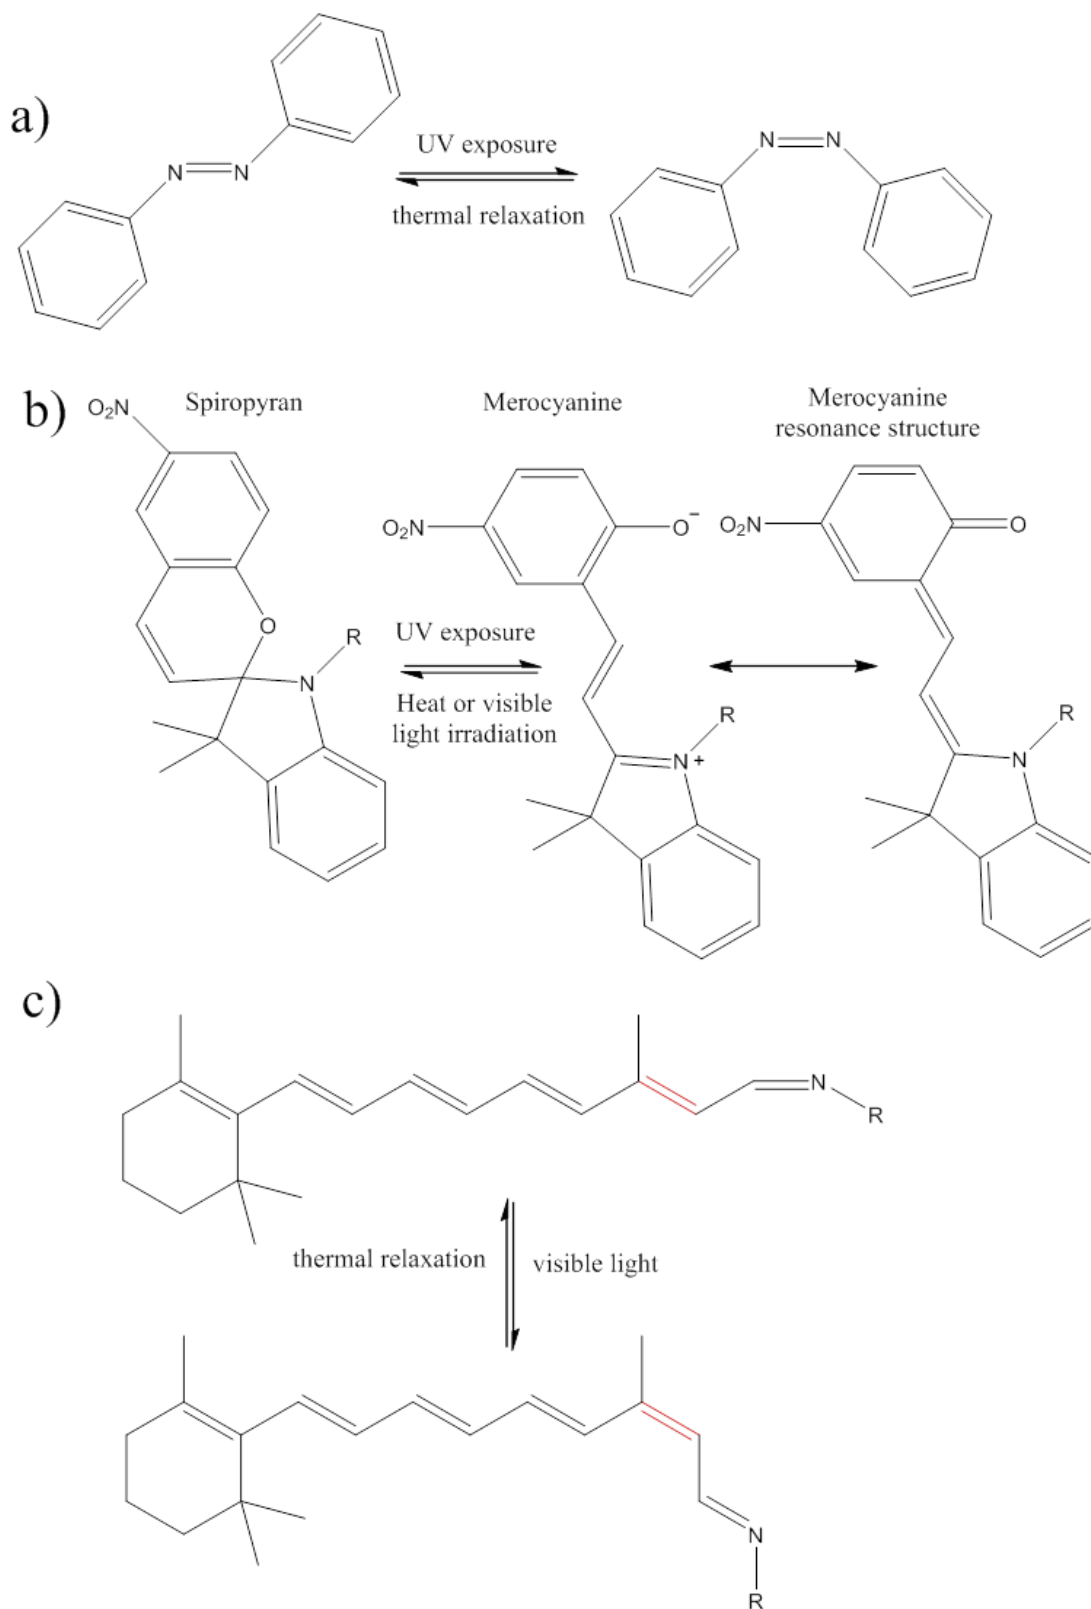 a)
N
N
UV exposure
thermal relaxation
N
N
b)
Spiropyran
O₂N
O
N
R
UV exposure
Heat or visible
light irradiation
Merocyanine
O₂N
O⁻
R
N⁺
Merocyanine
resonance structure
O₂N
O
R
N
c)
N
R
thermal relaxation
visible light
N
R